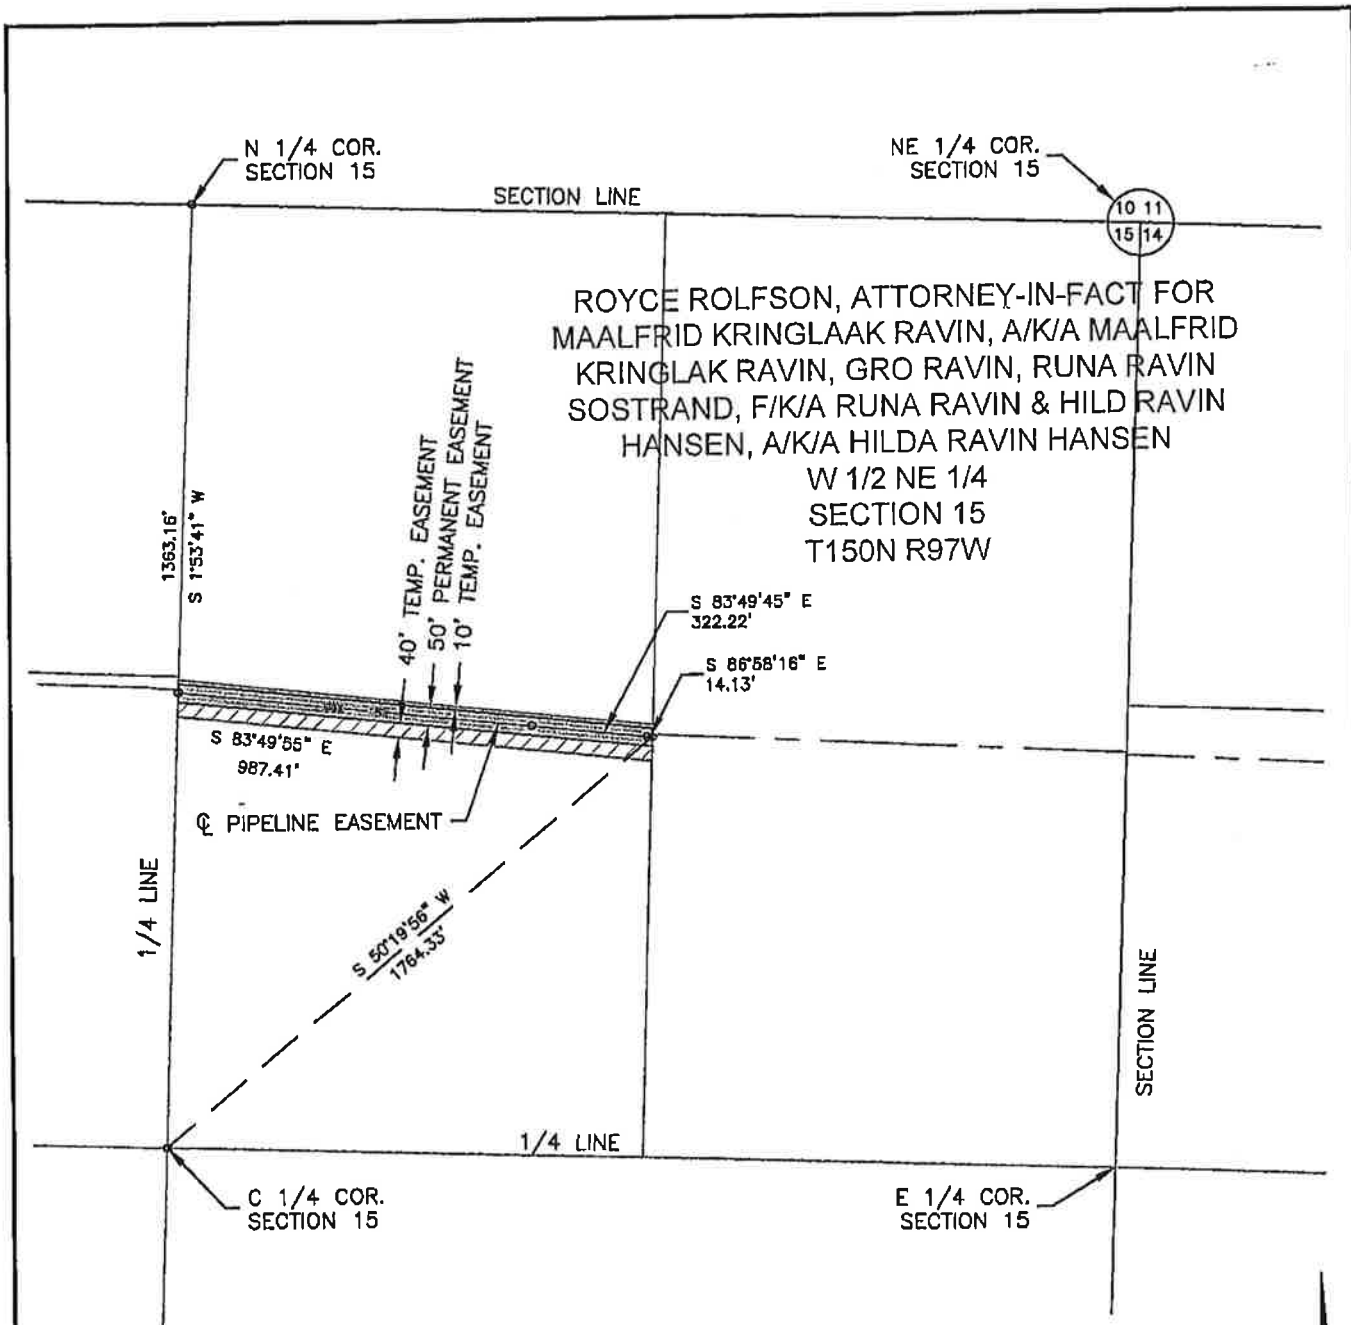 N 1/4 COR.
SECTION 15
NE 1/4 COR.
SECTION 15
SECTION LINE
10 11
15 14
ROYCE ROLFSON, ATTORNEY-IN-FACT FOR
MAALFRID KRINGLAAK RAVIN, A/K/A MAALFRID
KRINGLAK RAVIN, GRO RAVIN, RUNA RAVIN
SOSTRAND, F/K/A RUNA RAVIN & HILD RAVIN
HANSEN, A/K/A HILDA RAVIN HANSEN
W 1/2 NE 1/4
SECTION 15
T150N R97W
1363.16'
S 1°53'41" W
40' TEMP. EASEMENT
50' PERMANENT EASEMENT
10' TEMP. EASEMENT
S 83°49'45" E
322.22'
S 86°58'16" E
14.13'
S 83°49'55" E
987.41'
℄ PIPELINE EASEMENT
1/4 LINE
S 50°19'56" W
1764.33'
SECTION LINE
1/4 LINE
C 1/4 COR.
SECTION 15
E 1/4 COR.
SECTION 15